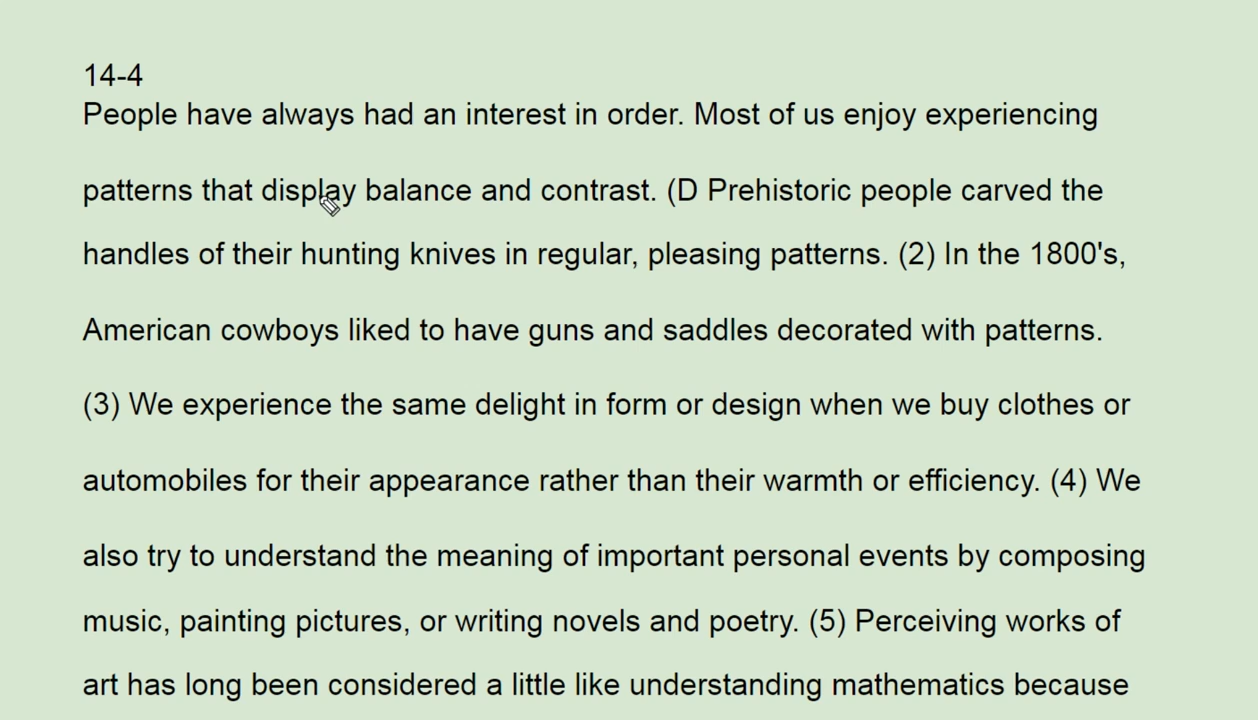 14-4
People have always had an interest in order. Most of us enjoy experiencing
patterns that display balance and contrast. (D Prehistoric people carved the
handles of their hunting knives in regular, pleasing patterns. (2) In the 1800's,
American cowboys liked to have guns and saddles decorated with patterns.
(3) We experience the same delight in form or design when we buy clothes or
automobiles for their appearance rather than their warmth or efficiency. (4) We
also try to understand the meaning of important personal events by composing
music, painting pictures, or writing novels and poetry. (5) Perceiving works of
art has long been considered a little like understanding mathematics because